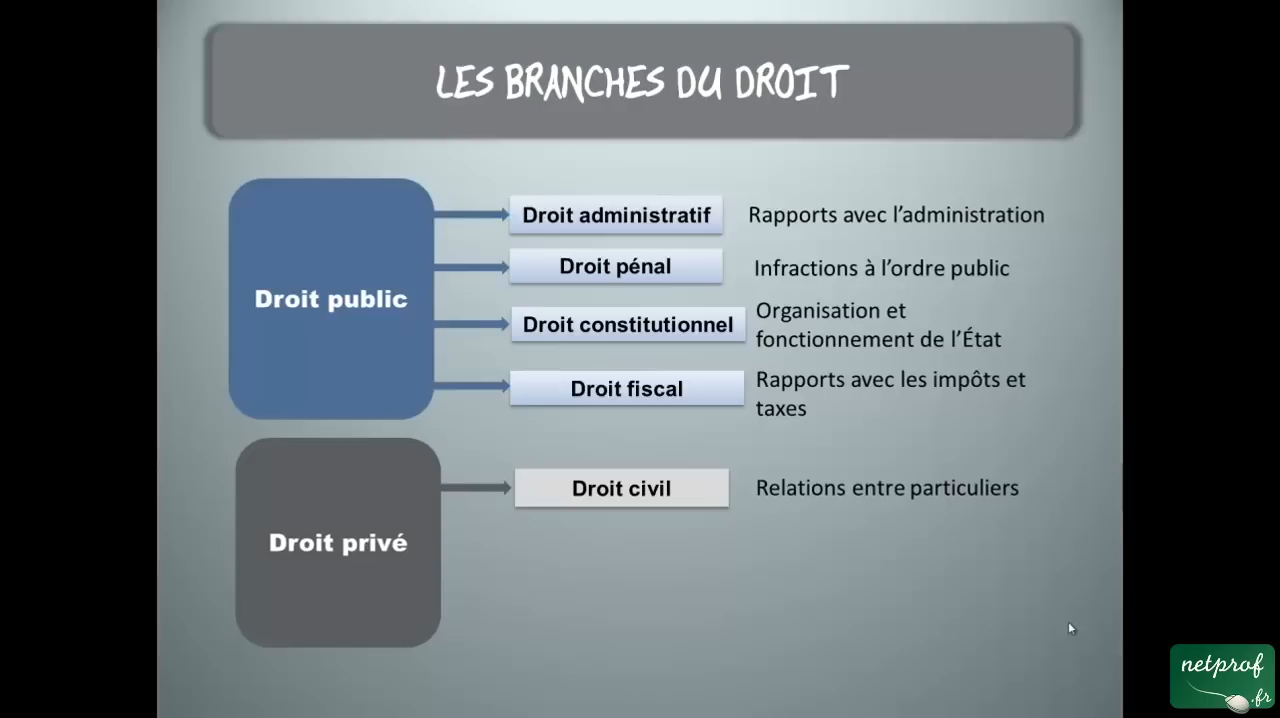 LES BRANCHES DU DROIT
Droit public
Droit administratif
Rapports avec l’administration
Droit pénal
Infractions à l’ordre public
Droit constitutionnel
Organisation et
fonctionnement de l’État
Droit fiscal
Rapports avec les impôts et
taxes
Droit privé
Droit civil
Relations entre particuliers
netprof
.fr